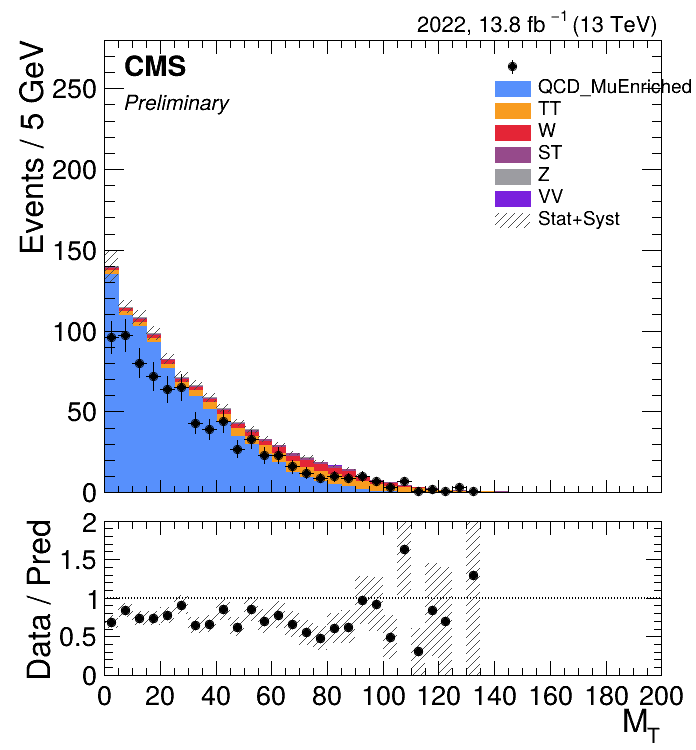 2022, 13.8 fb⁻¹ (13 TeV)
CMS
Preliminary
QCD_MuEnriched
TT
W
ST
Z
VV
Stat+Syst
Events / 5 GeV
250
200
150
100
50
0
Data / Pred
2
1.5
1
0.5
0
0 20 40 60 80 100 120 140 160 180 200
M_T